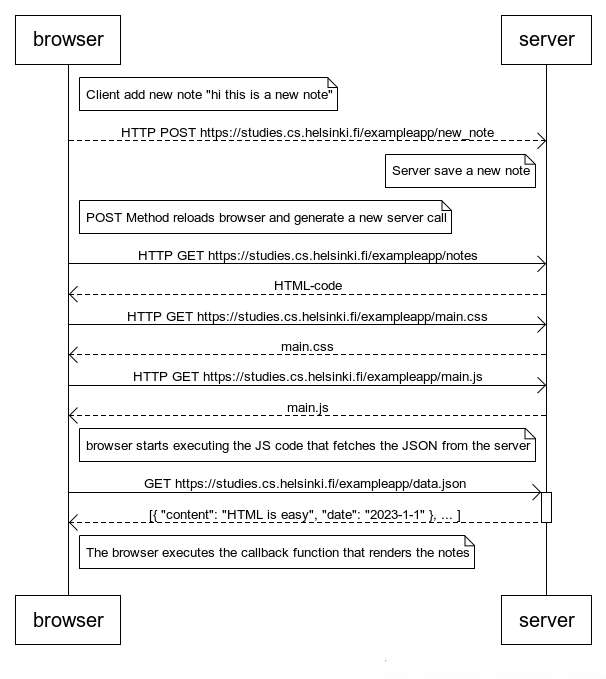 browser server
Client add new note "hi this is a new note"
HTTP POST https://studies.cs.helsinki.fi/exampleapp/new_note
Server save a new note
POST Method reloads browser and generate a new server call
HTTP GET https://studies.cs.helsinki.fi/exampleapp/notes
HTML-code
HTTP GET https://studies.cs.helsinki.fi/exampleapp/main.css
main.css
HTTP GET https://studies.cs.helsinki.fi/exampleapp/main.js
main.js
browser starts executing the JS code that fetches the JSON from the server
GET https://studies.cs.helsinki.fi/exampleapp/data.json
[{ "content": "HTML is easy", "date": "2023-1-1" }, ... ]
The browser executes the callback function that renders the notes
browser server